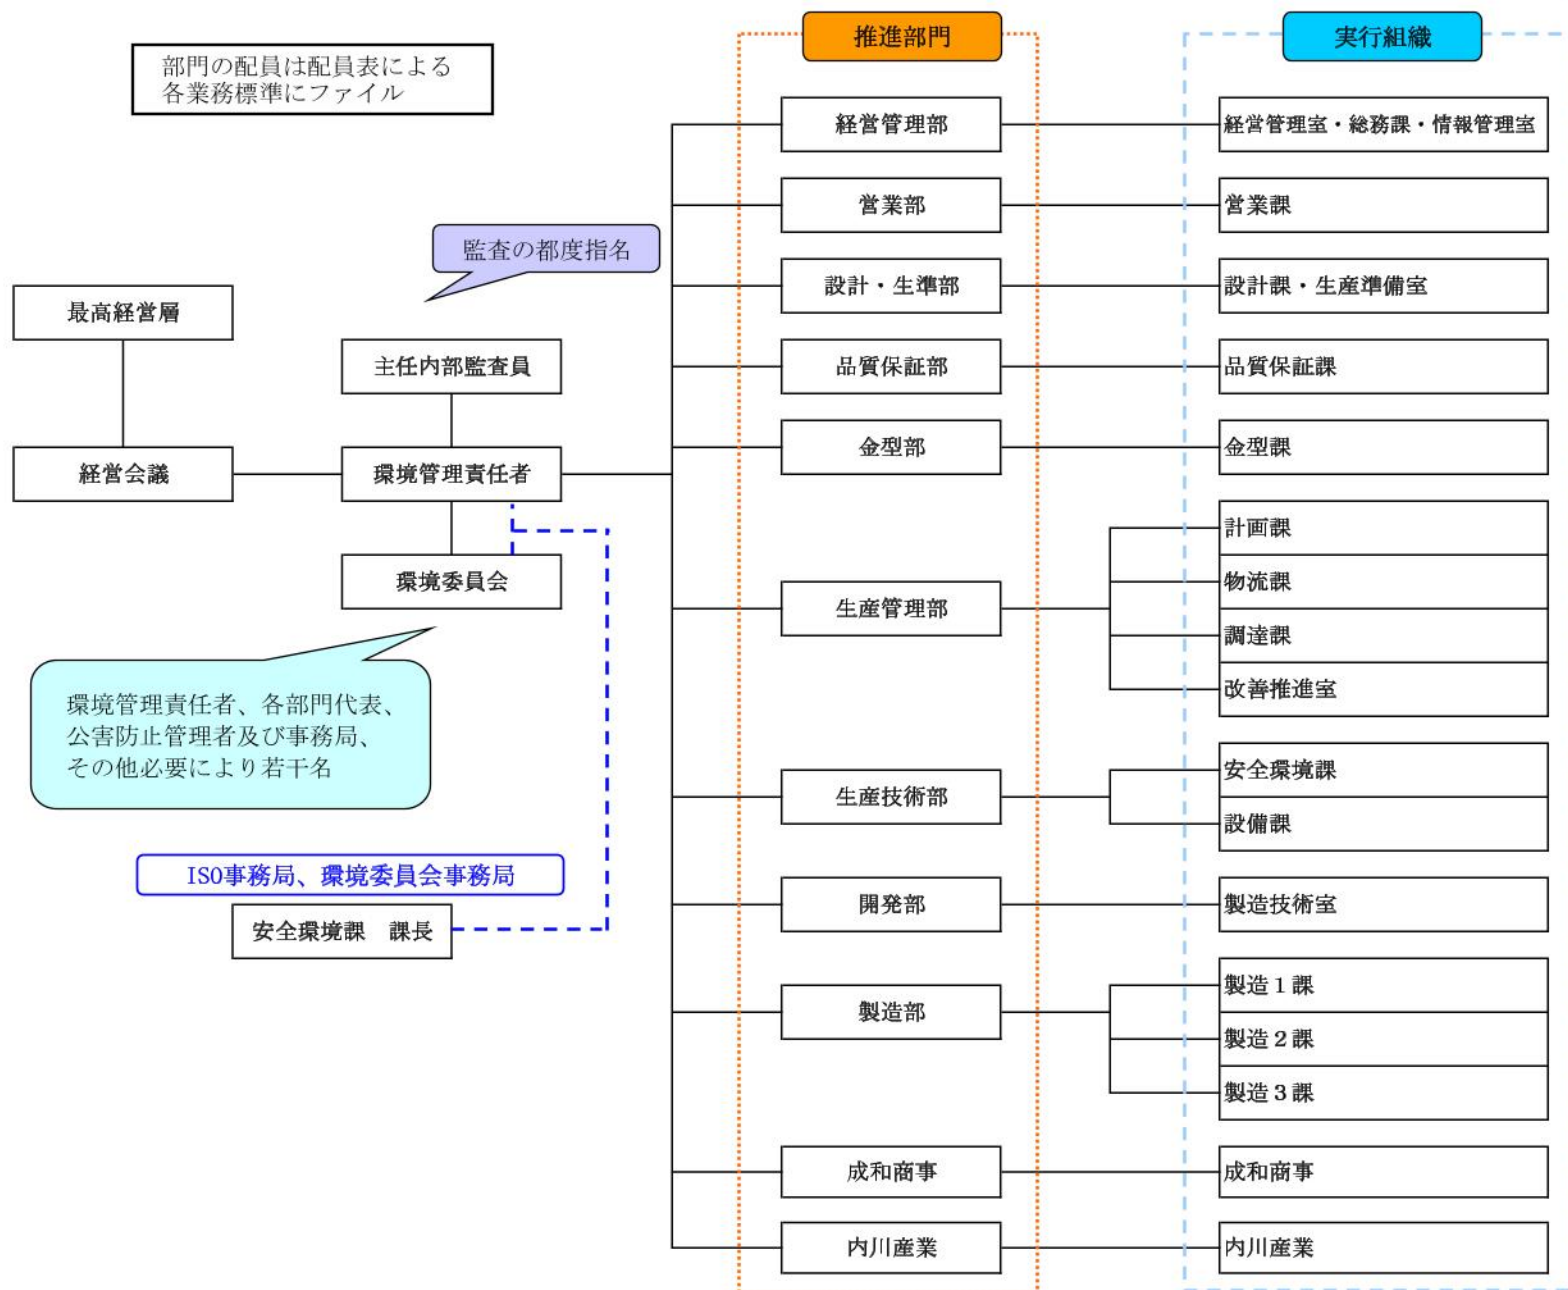 部門の配員は配員表による
各業務標準にファイル
推進部門
実行組織
経営管理部
経営管理室・総務課・情報管理室
営業部
営業課
監査の都度指名
設計・生準部
設計課・生産準備室
最高経営層
主任内部監査員
品質保証部
品質保証課
経営会議
環境管理責任者
金型部
金型課
環境委員会
生産管理部
計画課
物流課
調達課
改善推進室
環境管理責任者、各部門代表、
公害防止管理者及び事務局、
その他必要により若干名
生産技術部
安全環境課
設備課
ISO事務局、環境委員会事務局
安全環境課　課長
開発部
製造技術室
製造部
製造１課
製造２課
製造３課
成和商事
成和商事
内川産業
内川産業